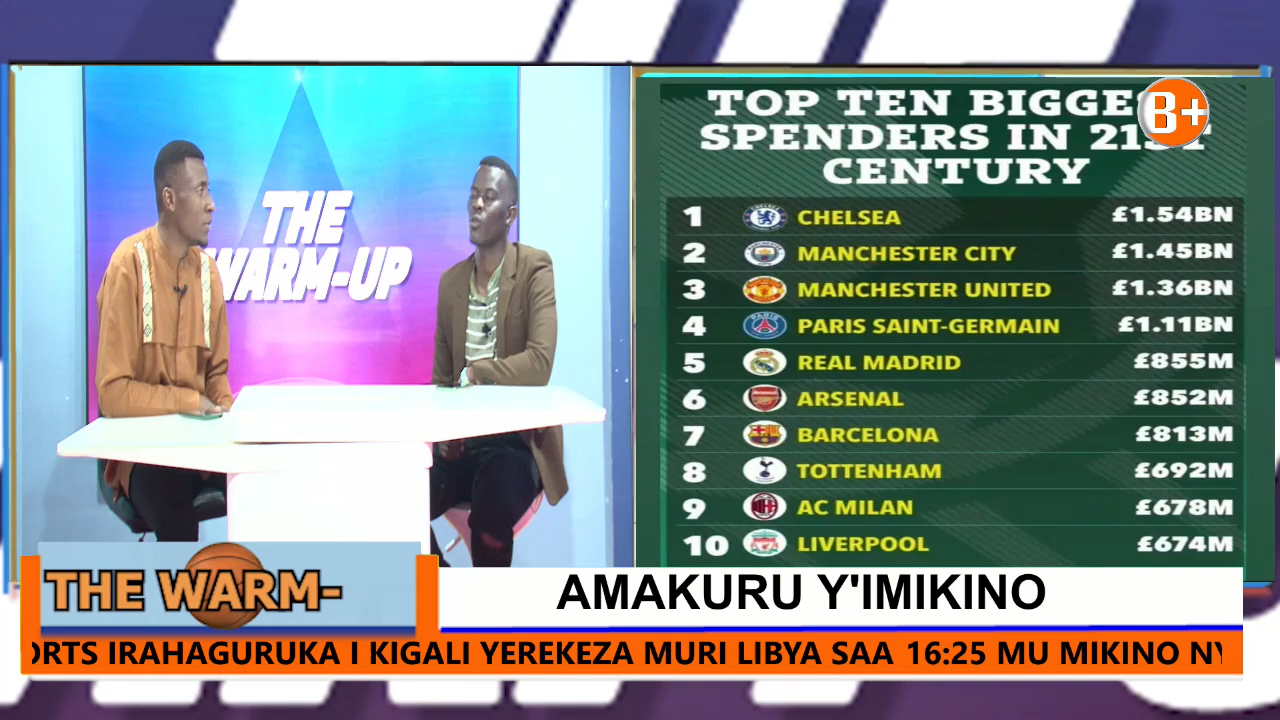 THE
WARM-UP
TOP TEN BIGGEST
SPENDERS IN 21ST
CENTURY
B+
1 CHELSEA £1.54BN
2 MANCHESTER CITY £1.45BN
3 MANCHESTER UNITED £1.36BN
4 PARIS SAINT-GERMAIN £1.11BN
5 REAL MADRID £855M
6 ARSENAL £852M
7 BARCELONA £813M
8 TOTTENHAM £692M
9 AC MILAN £678M
10 LIVERPOOL £674M
THE WARM-
AMAKURU Y'IMIKINO
ORTS IRAHAGURUKA I KIGALI YEREKEZA MURI LIBYA SAA 16:25 MU MIKINO NY